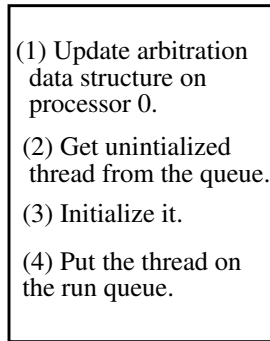 (1) Update arbitration
data structure on
processor 0.
(2) Get unintialized
thread from the queue.
(3) Initialize it.
(4) Put the thread on
the run queue.